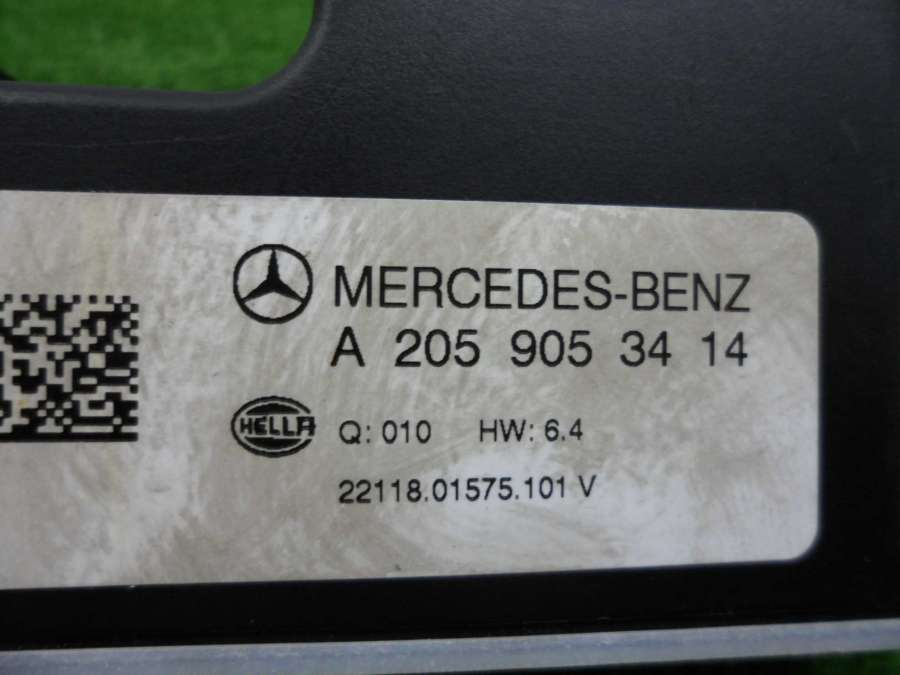 MERCEDES-BENZ
A 205 905 34 14
HELLA Q: 010 HW: 6.4
22118.01575.101 V